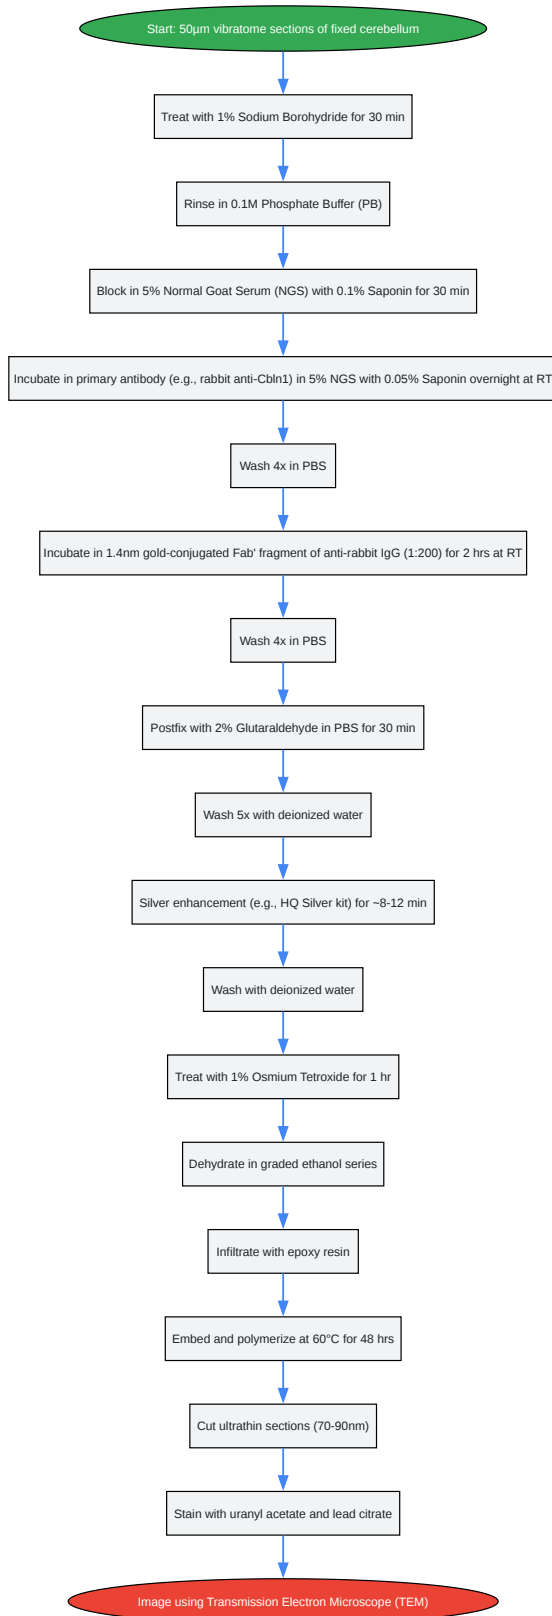 Start: 50µm vibratome sections of fixed cerebellum
Treat with 1% Sodium Borohydride for 30 min
Rinse in 0.1M Phosphate Buffer (PB)
Block in 5% Normal Goat Serum (NGS) with 0.1% Saponin for 30 min
Incubate in primary antibody (e.g., rabbit anti-Cbln1) in 5% NGS with 0.05% Saponin overnight at RT
Wash 4x in PBS
Incubate in 1.4nm gold-conjugated Fab' fragment of anti-rabbit IgG (1:200) for 2 hrs at RT
Wash 4x in PBS
Postfix with 2% Glutaraldehyde in PBS for 30 min
Wash 5x with deionized water
Silver enhancement (e.g., HQ Silver kit) for ~8-12 min
Wash with deionized water
Treat with 1% Osmium Tetroxide for 1 hr
Dehydrate in graded ethanol series
Infiltrate with epoxy resin
Embed and polymerize at 60°C for 48 hrs
Cut ultrathin sections (70-90nm)
Stain with uranyl acetate and lead citrate
Image using Transmission Electron Microscope (TEM)